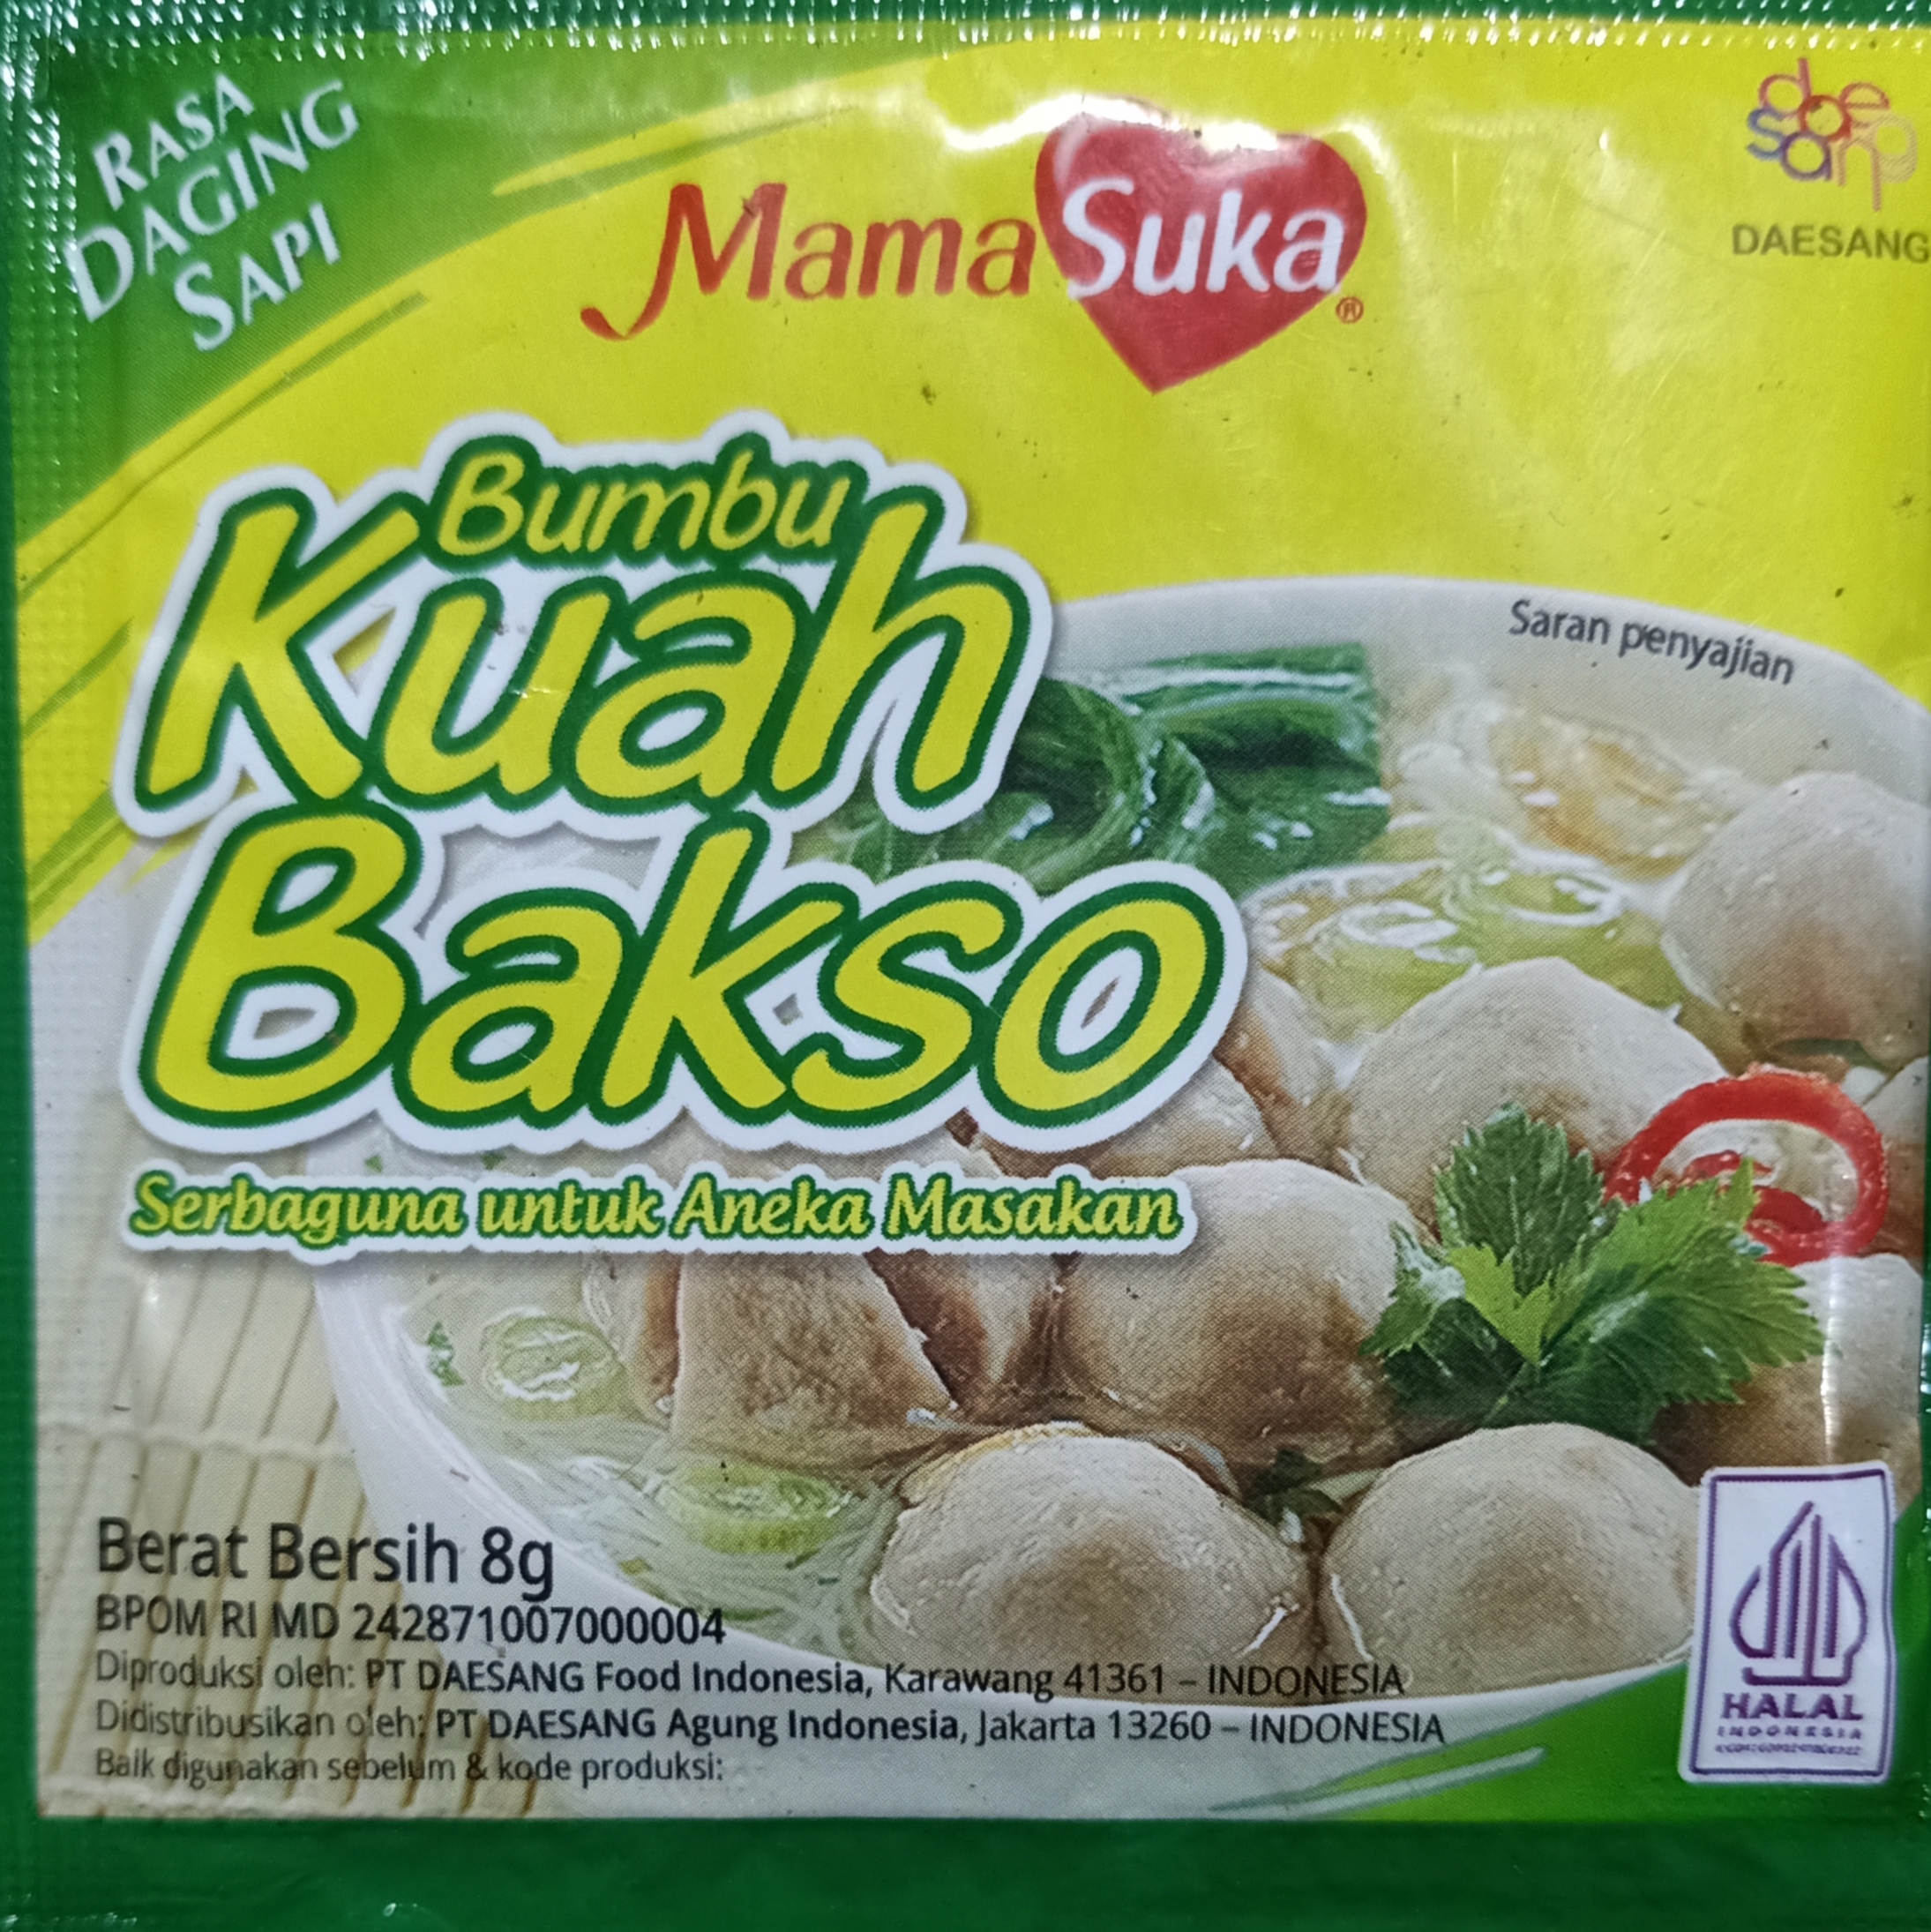 RASA
DAGING
SAPI
MamaSuka®
daesang
DAESANG
Bumbu
Kuah
Bakso
Serbaguna untuk Aneka Masakan
Saran penyajian
Berat Bersih 8g
BPOM RI MD 242871007000004
Diproduksi oleh: PT DAESANG Food Indonesia, Karawang 41361 – INDONESIA
Didistribusikan oleh: PT DAESANG Agung Indonesia, Jakarta 13260 – INDONESIA
Baik digunakan sebelum & kode produksi:
HALAL
INDONESIA